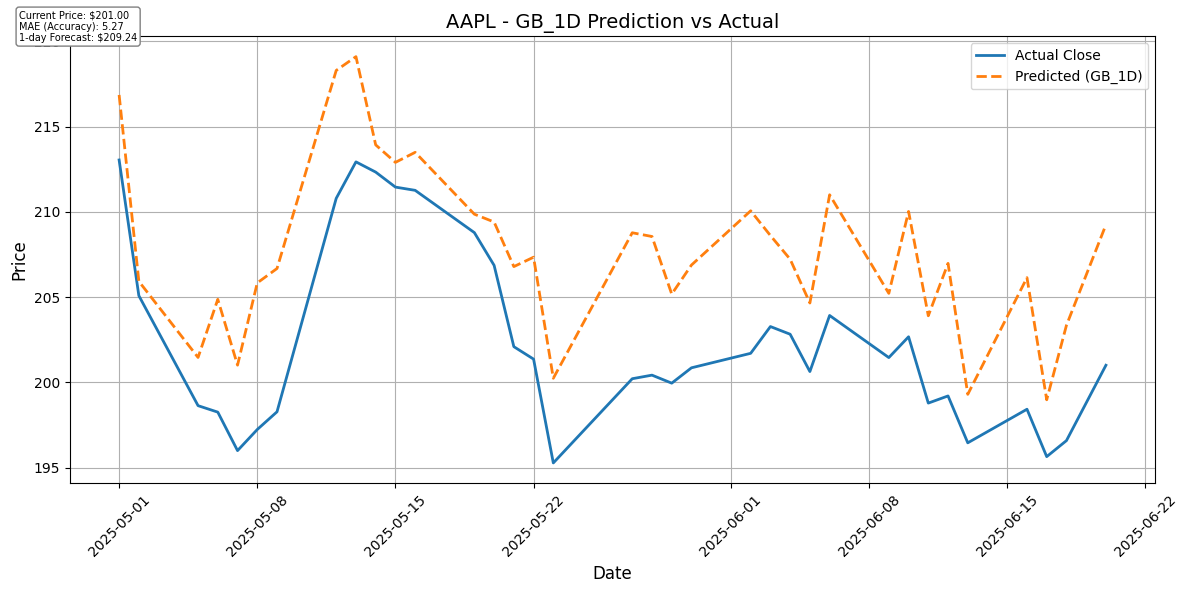 Current Price: $201.00
MAE (Accuracy): 5.27
1-day Forecast: $209.24
AAPL - GB_1D Prediction vs Actual
Actual Close
Predicted (GB_1D)
215
210
205
200
195
Price
2025-05-01
2025-05-08
2025-05-15
2025-05-22
2025-06-01
2025-06-08
2025-06-15
2025-06-22
Date